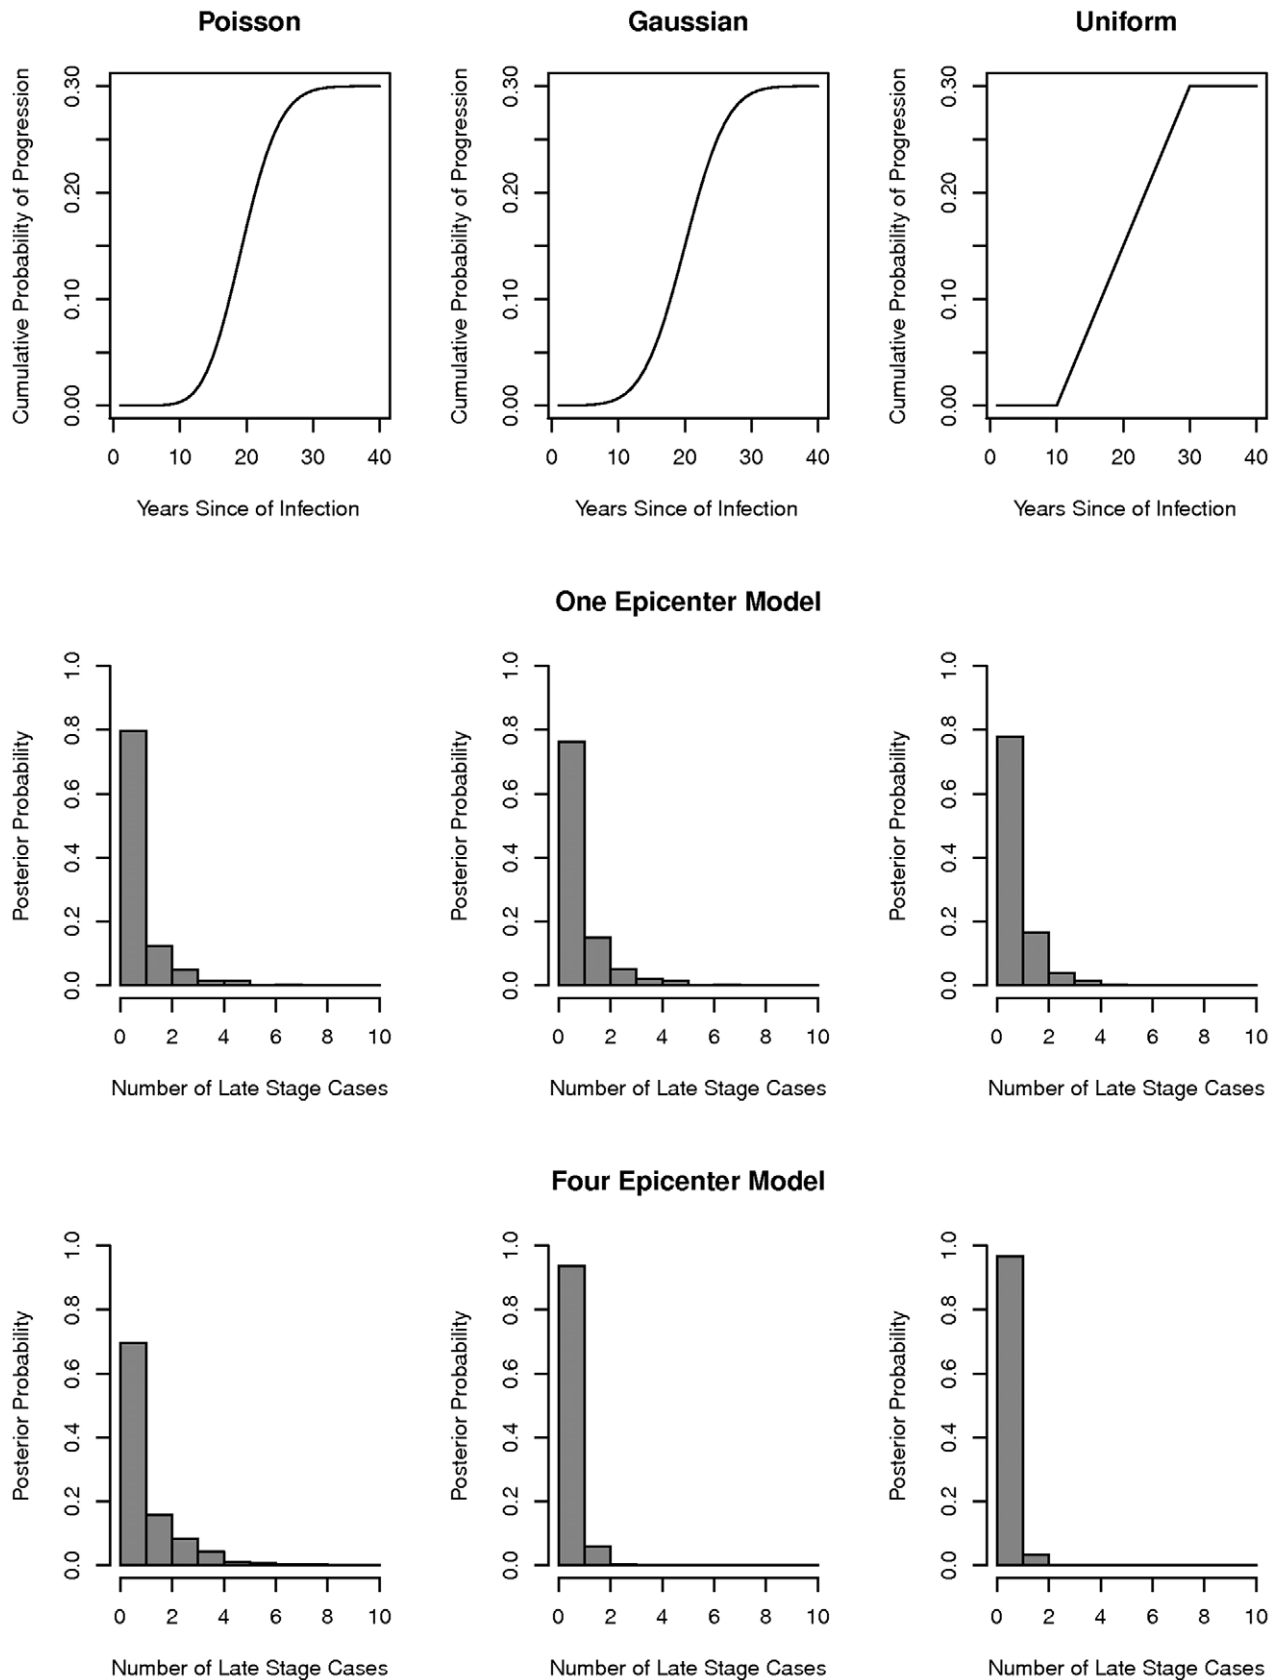 Poisson Gaussian Uniform
Cumulative Probability of Progression Cumulative Probability of Progression Cumulative Probability of Progression
0.30 0.30 0.30
0.20 0.20 0.20
0.10 0.10 0.10
0.00 0.00 0.00
0 10 20 30 40 0 10 20 30 40 0 10 20 30 40
Years Since of Infection Years Since of Infection Years Since of Infection
One Epicenter Model
Posterior Probability Posterior Probability Posterior Probability
1.0 1.0 1.0
0.8 0.8 0.8
0.6 0.6 0.6
0.4 0.4 0.4
0.2 0.2 0.2
0.0 0.0 0.0
0 2 4 6 8 10 0 2 4 6 8 10 0 2 4 6 8 10
Number of Late Stage Cases Number of Late Stage Cases Number of Late Stage Cases
Four Epicenter Model
Posterior Probability Posterior Probability Posterior Probability
1.0 1.0 1.0
0.8 0.8 0.8
0.6 0.6 0.6
0.4 0.4 0.4
0.2 0.2 0.2
0.0 0.0 0.0
0 2 4 6 8 10 0 2 4 6 8 10 0 2 4 6 8 10
Number of Late Stage Cases Number of Late Stage Cases Number of Late Stage Cases